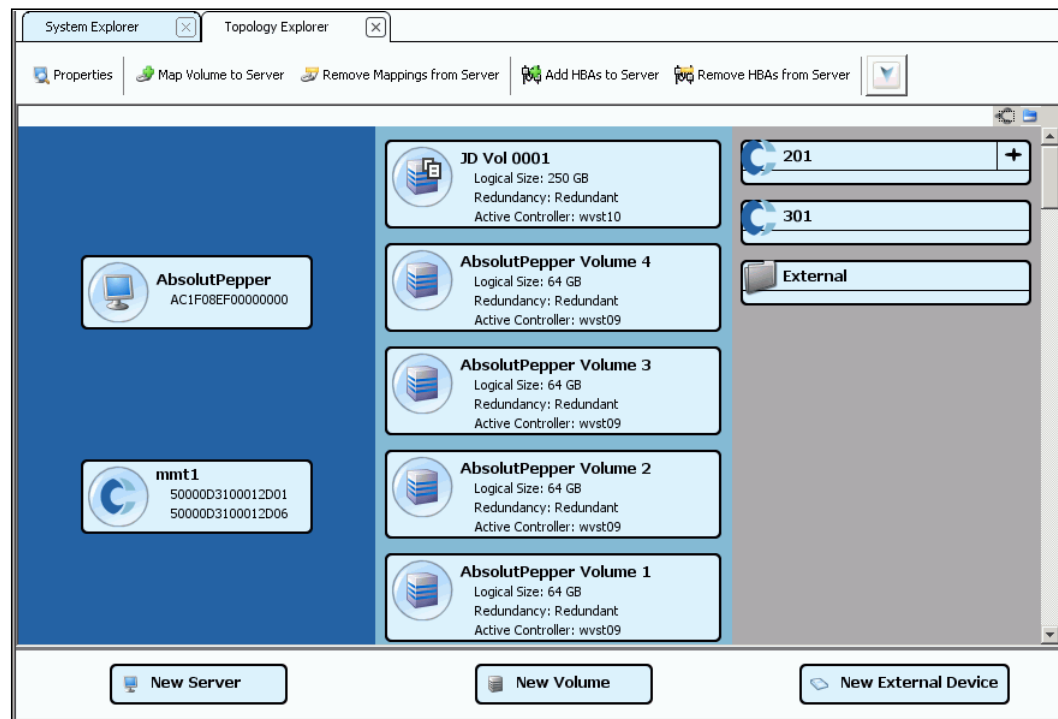 System Explorer
Topology Explorer
Properties
Map Volume to Server
Remove Mappings from Server
Add HBAs to Server
Remove HBAs from Server
AbsolutPepper
AC1F08EF00000000
mmt1
50000D3100012D01
50000D3100012D06
JD Vol 0001
Logical Size: 250 GB
Redundancy: Redundant
Active Controller: wvst10
AbsolutPepper Volume 4
Logical Size: 64 GB
Redundancy: Redundant
Active Controller: wvst09
AbsolutPepper Volume 3
Logical Size: 64 GB
Redundancy: Redundant
Active Controller: wvst09
AbsolutPepper Volume 2
Logical Size: 64 GB
Redundancy: Redundant
Active Controller: wvst09
AbsolutPepper Volume 1
Logical Size: 64 GB
Redundancy: Redundant
Active Controller: wvst09
201
301
External
New Server
New Volume
New External Device